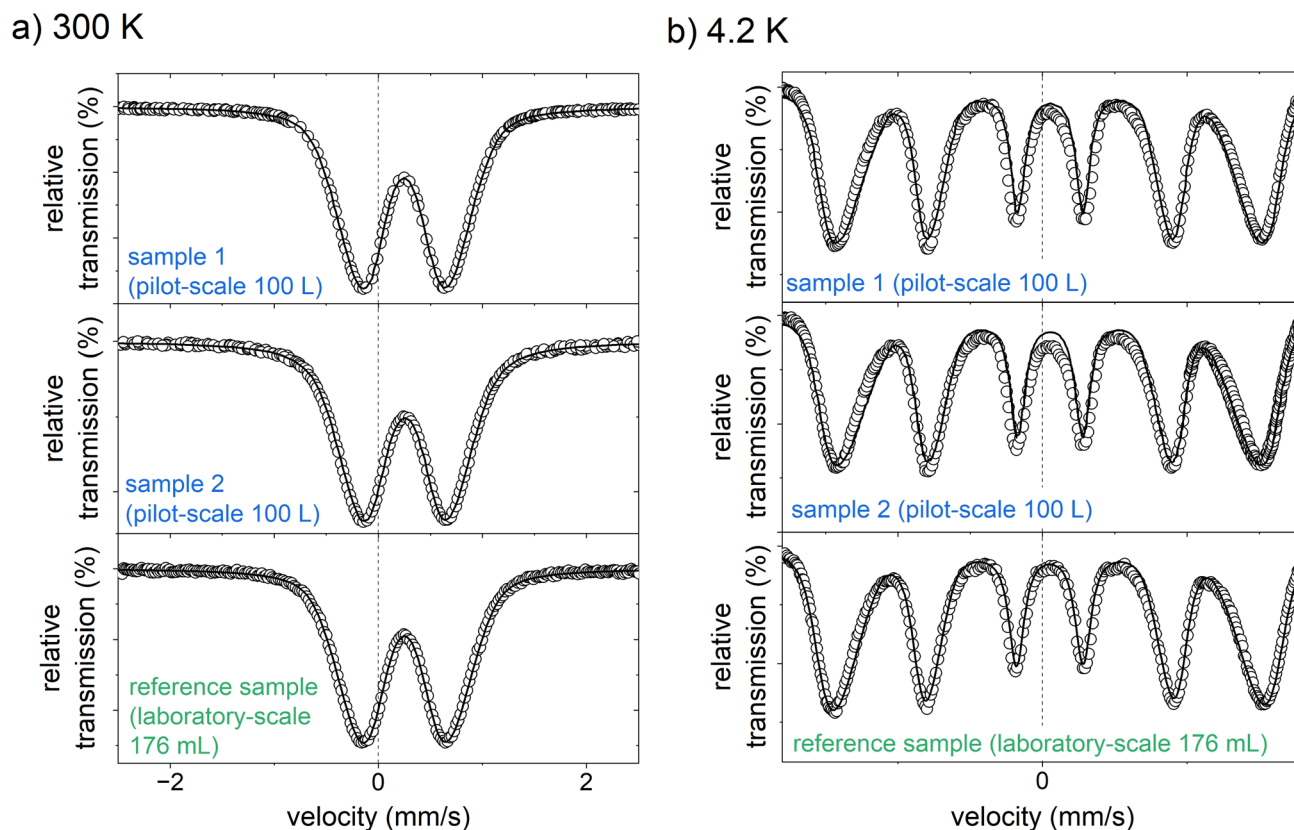 a) 300 K
relative
transmission (%)
sample 1
(pilot-scale 100 L)
relative
transmission (%)
sample 2
(pilot-scale 100 L)
relative
transmission (%)
reference sample
(laboratory-scale
176 mL)
−2
0
2
velocity (mm/s)
b) 4.2 K
relative
transmission (%)
sample 1 (pilot-scale 100 L)
relative
transmission (%)
sample 2 (pilot-scale 100 L)
relative
transmission (%)
reference sample (laboratory-scale 176 mL)
0
velocity (mm/s)